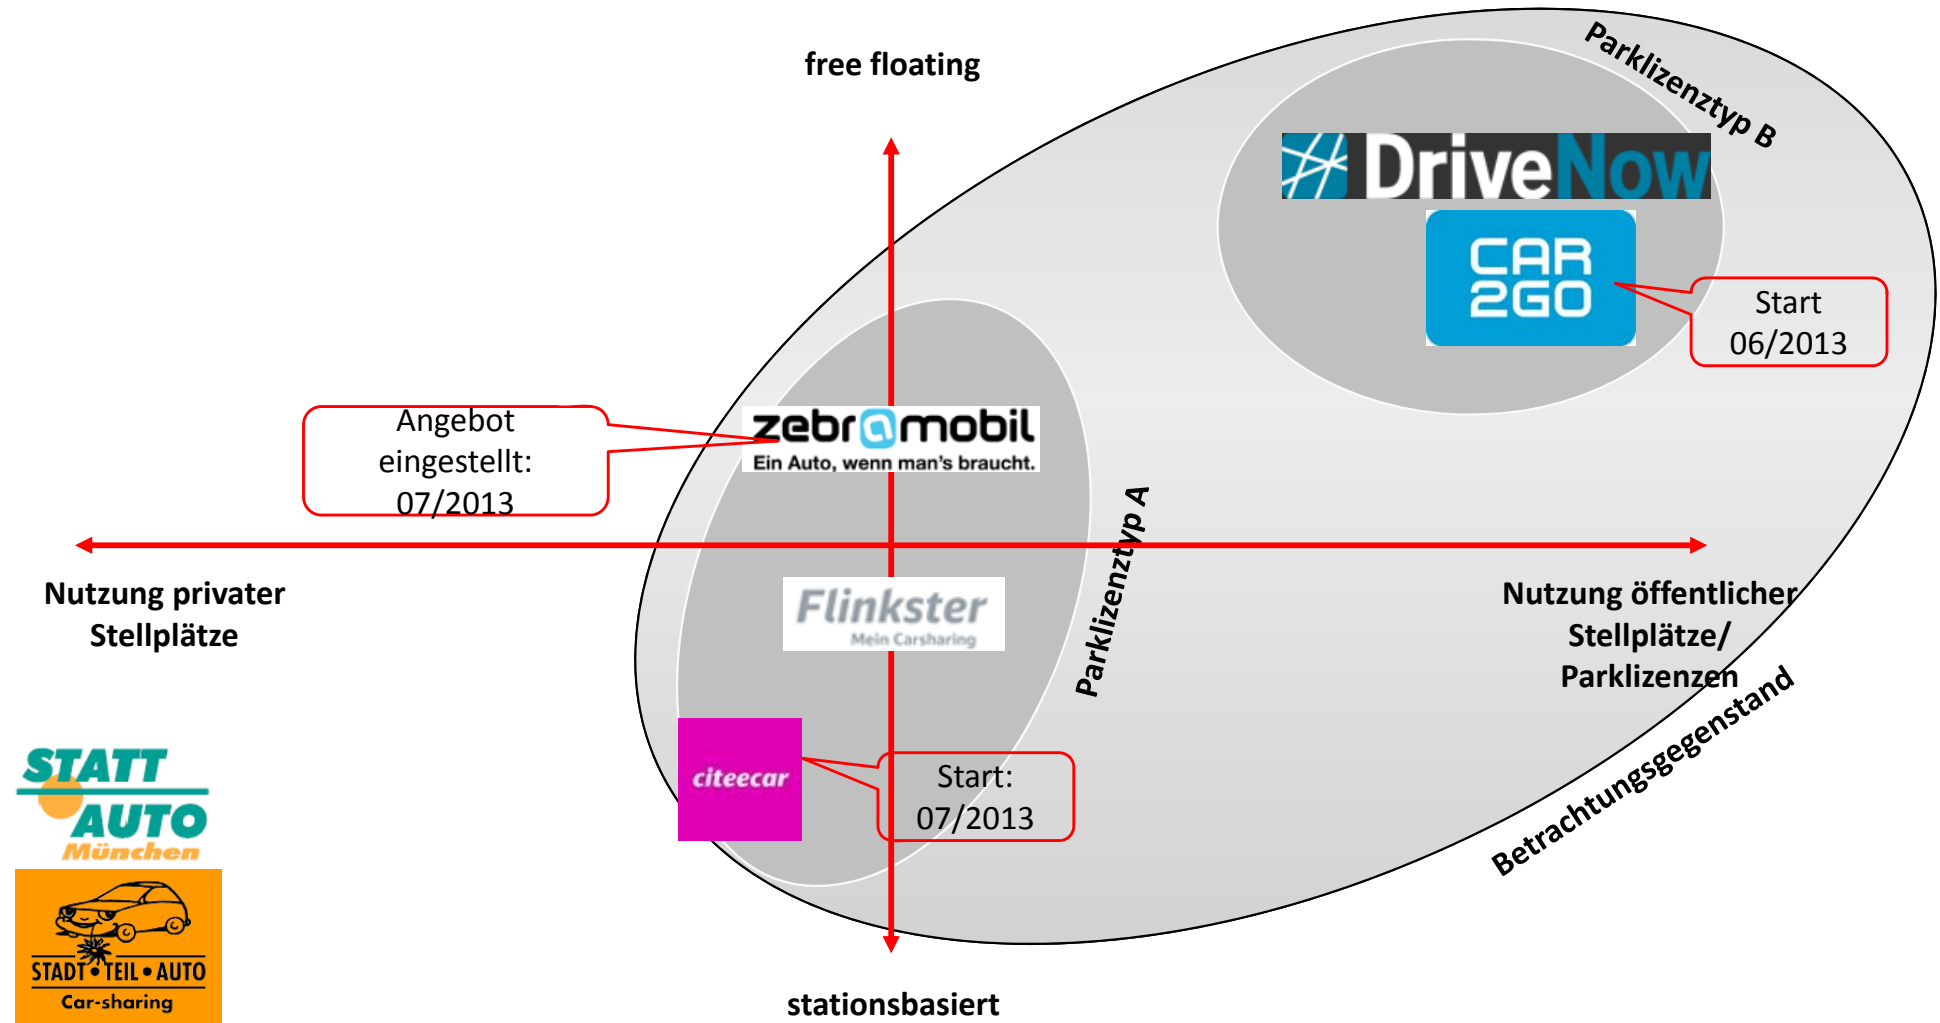 free floating
Parklizenztyp B
DriveNow
CAR
2GO
Start
06/2013
Angebot
eingestellt:
07/2013
zebramobil
Ein Auto, wenn man's braucht.
Parklizenztyp A
Nutzung privater
Stellplätze
Flinkster
Mein Carsharing
Nutzung öffentlicher
Stellplätze/
Parklizenzen
Betrachtungsgegenstand
citeecar
Start:
07/2013
STATT
AUTO
München
STADT•TEIL•AUTO
Car-sharing
stationsbasiert